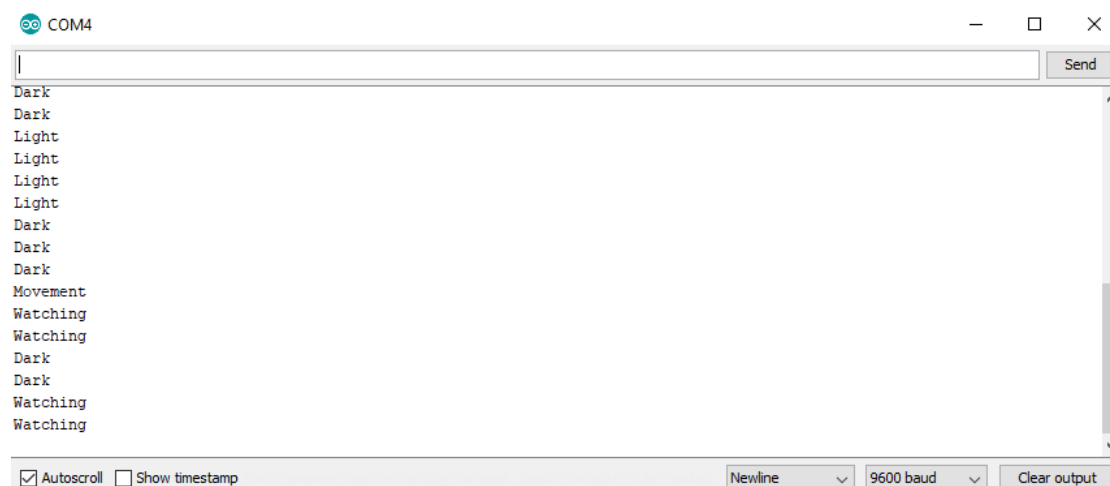 COM4
Send
Dark
Dark
Light
Light
Light
Light
Dark
Dark
Dark
Movement
Watching
Watching
Dark
Dark
Watching
Watching
Autoscroll Show timestamp Newline 9600 baud Clear output